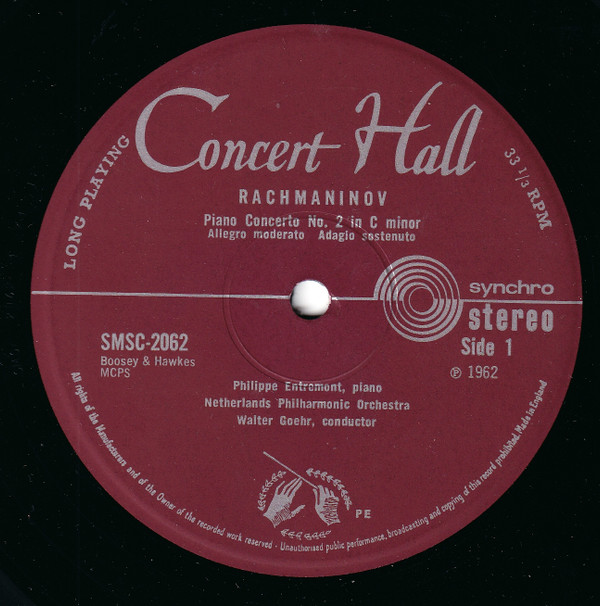 Concert Hall
LONG PLAYING
33 1/3 RPM
RACHMANINOV
Piano Concerto No. 2 in C minor
Allegro moderato Adagio sostenuto
synchro
stereo
SMSC-2062
Side 1
Boosey & Hawkes
MCPS
℗ 1962
Philippe Entremont, piano
Netherlands Philharmonic Orchestra
Walter Goehr, conductor
PE
All rights of the Manufacturers and of the Owner of the recorded work reserved - Unauthorised public performance, broadcasting and copying of this record prohibited. Made in England